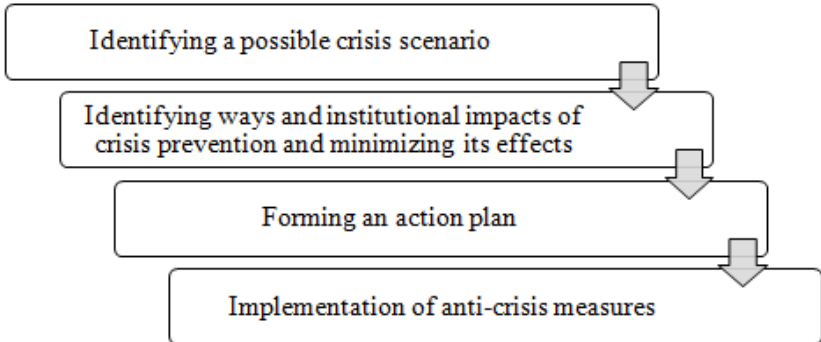 Identifying a possible crisis scenario
Identifying ways and institutional impacts of
crisis prevention and minimizing its effects
Forming an action plan
Implementation of anti-crisis measures